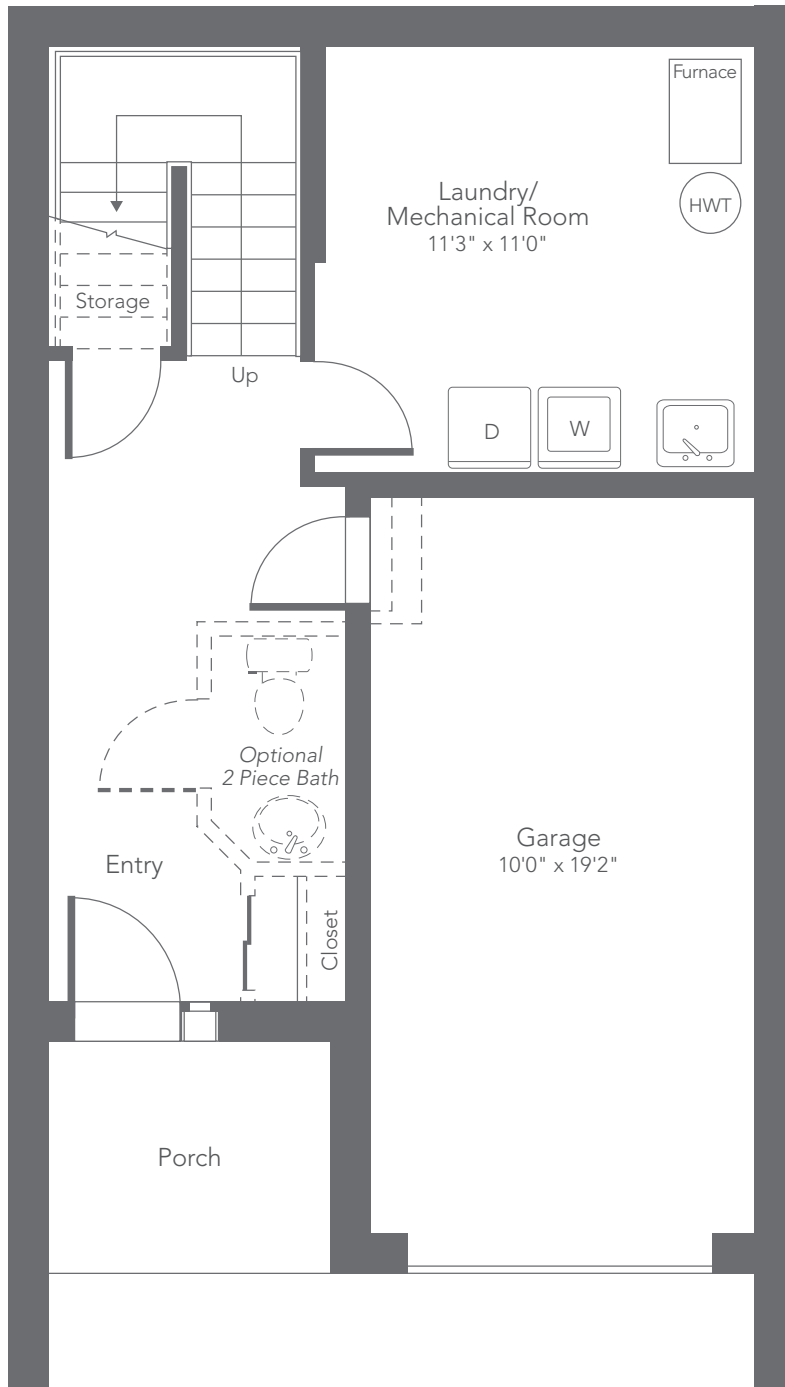 Furnace
HWT
Laundry/
Mechanical Room
11'3" x 11'0"
Storage
Up
D
W
Optional
2 Piece Bath
Garage
10'0" x 19'2"
Entry
Closet
Porch